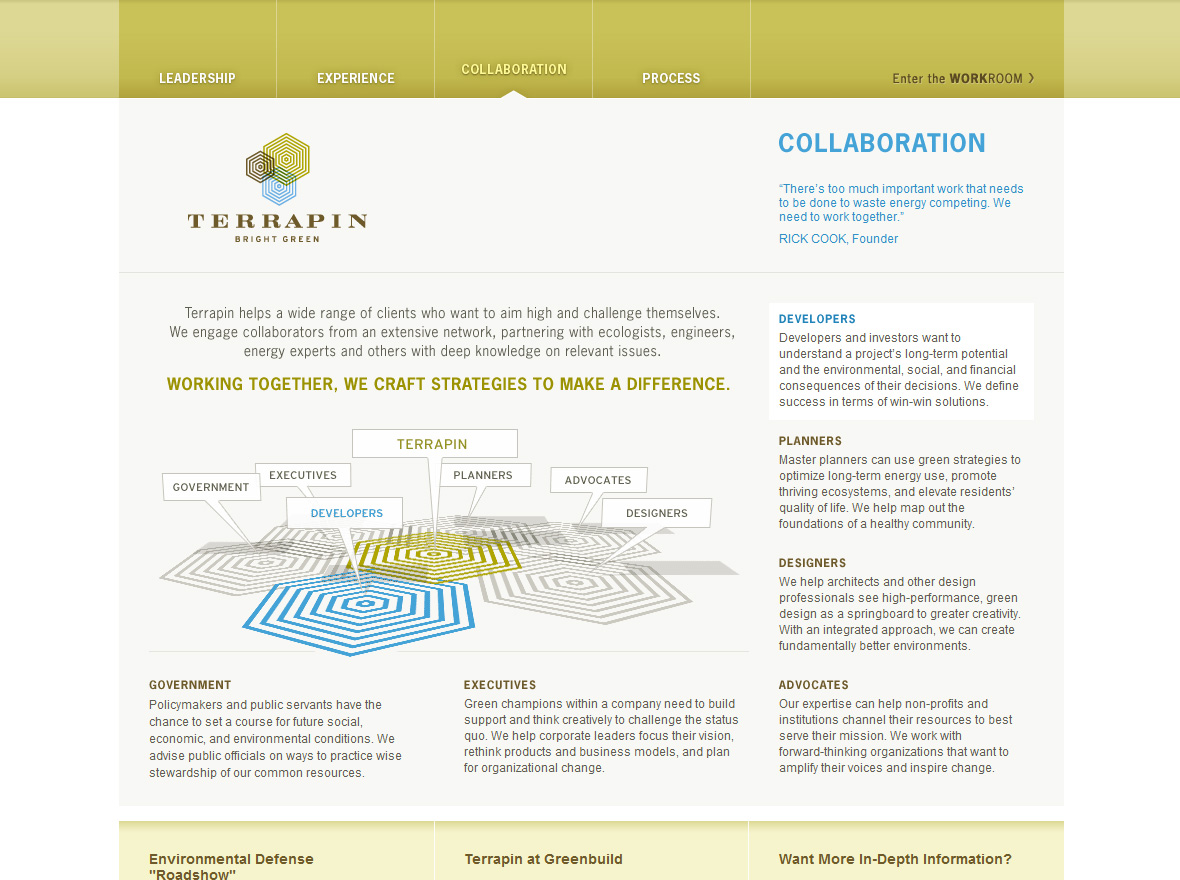 LEADERSHIP
EXPERIENCE
COLLABORATION
PROCESS
Enter the WORKROOM 〉
TERRAPIN
BRIGHT GREEN
COLLABORATION
“There’s too much important work that needs
to be done to waste energy competing. We
need to work together.”
RICK COOK, Founder
Terrapin helps a wide range of clients who want to aim high and challenge themselves.
We engage collaborators from an extensive network, partnering with ecologists, engineers,
energy experts and others with deep knowledge on relevant issues.
WORKING TOGETHER, WE CRAFT STRATEGIES TO MAKE A DIFFERENCE.
TERRAPIN
EXECUTIVES
PLANNERS
GOVERNMENT
ADVOCATES
DEVELOPERS
DESIGNERS
DEVELOPERS
Developers and investors want to
understand a project’s long-term potential
and the environmental, social, and financial
consequences of their decisions. We define
success in terms of win-win solutions.
PLANNERS
Master planners can use green strategies to
optimize long-term energy use, promote
thriving ecosystems, and elevate residents’
quality of life. We help map out the
foundations of a healthy community.
DESIGNERS
We help architects and other design
professionals see high-performance, green
design as a springboard to greater creativity.
With an integrated approach, we can create
fundamentally better environments.
GOVERNMENT
Policymakers and public servants have the
chance to set a course for future social,
economic, and environmental conditions. We
advise public officials on ways to practice wise
stewardship of our common resources.
EXECUTIVES
Green champions within a company need to build
support and think creatively to challenge the status
quo. We help corporate leaders focus their vision,
rethink products and business models, and plan
for organizational change.
ADVOCATES
Our expertise can help non-profits and
institutions channel their resources to best
serve their mission. We work with
forward-thinking organizations that want to
amplify their voices and inspire change.
Environmental Defense
"Roadshow"
Terrapin at Greenbuild
Want More In-Depth Information?